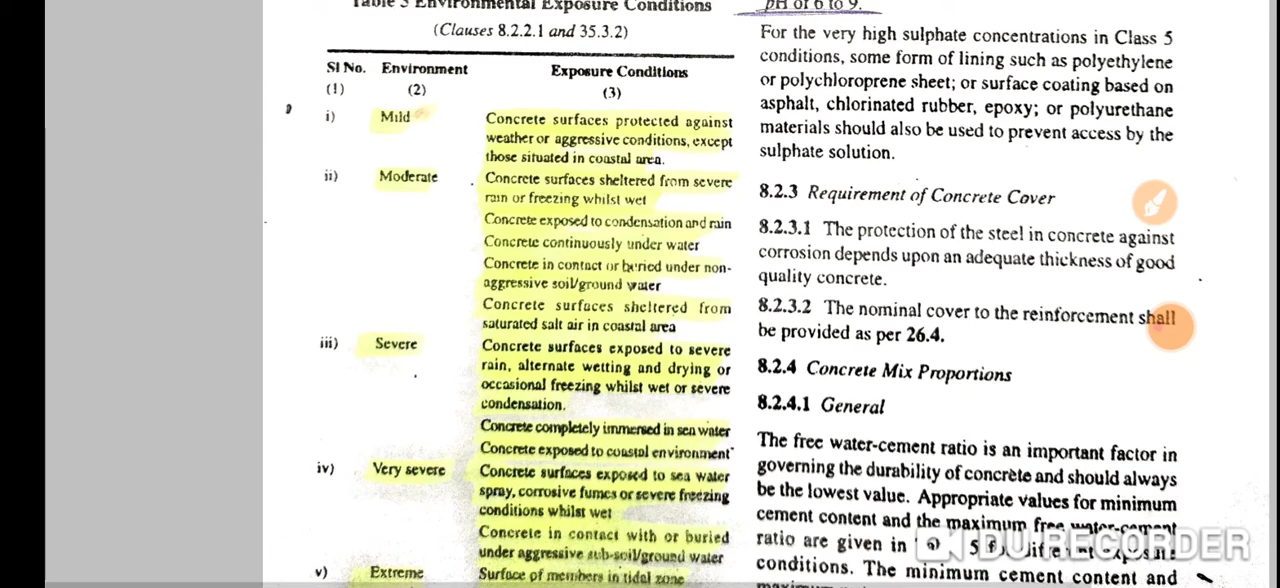 Table 3 Environmental Exposure Conditions
(Clauses 8.2.2.1 and 35.3.2)
Sl No. Environment Exposure Conditions
(1) (2) (3)
i) Mild Concrete surfaces protected against
weather or aggressive conditions, except
those situated in coastal area.
ii) Moderate Concrete surfaces sheltered from severe
rain or freezing whilst wet
Concrete exposed to condensation and rain
Concrete continuously under water
Concrete in contact or buried under non-
aggressive soil/ground water
Concrete surfaces sheltered from
saturated salt air in coastal area
iii) Severe Concrete surfaces exposed to severe
rain, alternate wetting and drying or
occasional freezing whilst wet or severe
condensation.
Concrete completely immersed in sea water
Concrete exposed to coastal environment
iv) Very severe Concrete surfaces exposed to sea water
spray, corrosive fumes or severe freezing
conditions whilst wet
Concrete in contact with or buried
under aggressive sub-soil/ground water
v) Extreme Surface of members in tidal zone
pH of 6 to 9.
For the very high sulphate concentrations in Class 5
conditions, some form of lining such as polyethylene
or polychloroprene sheet; or surface coating based on
asphalt, chlorinated rubber, epoxy; or polyurethane
materials should also be used to prevent access by the
sulphate solution.
8.2.3 Requirement of Concrete Cover
8.2.3.1 The protection of the steel in concrete against
corrosion depends upon an adequate thickness of good
quality concrete.
8.2.3.2 The nominal cover to the reinforcement shall
be provided as per 26.4.
8.2.4 Concrete Mix Proportions
8.2.4.1 General
The free water-cement ratio is an important factor in
governing the durability of concrete and should always
be the lowest value. Appropriate values for minimum
cement content and the maximum free water-cement
ratio are given in 5 for different exposure
conditions. The minimum cement content and
DU RECORDER